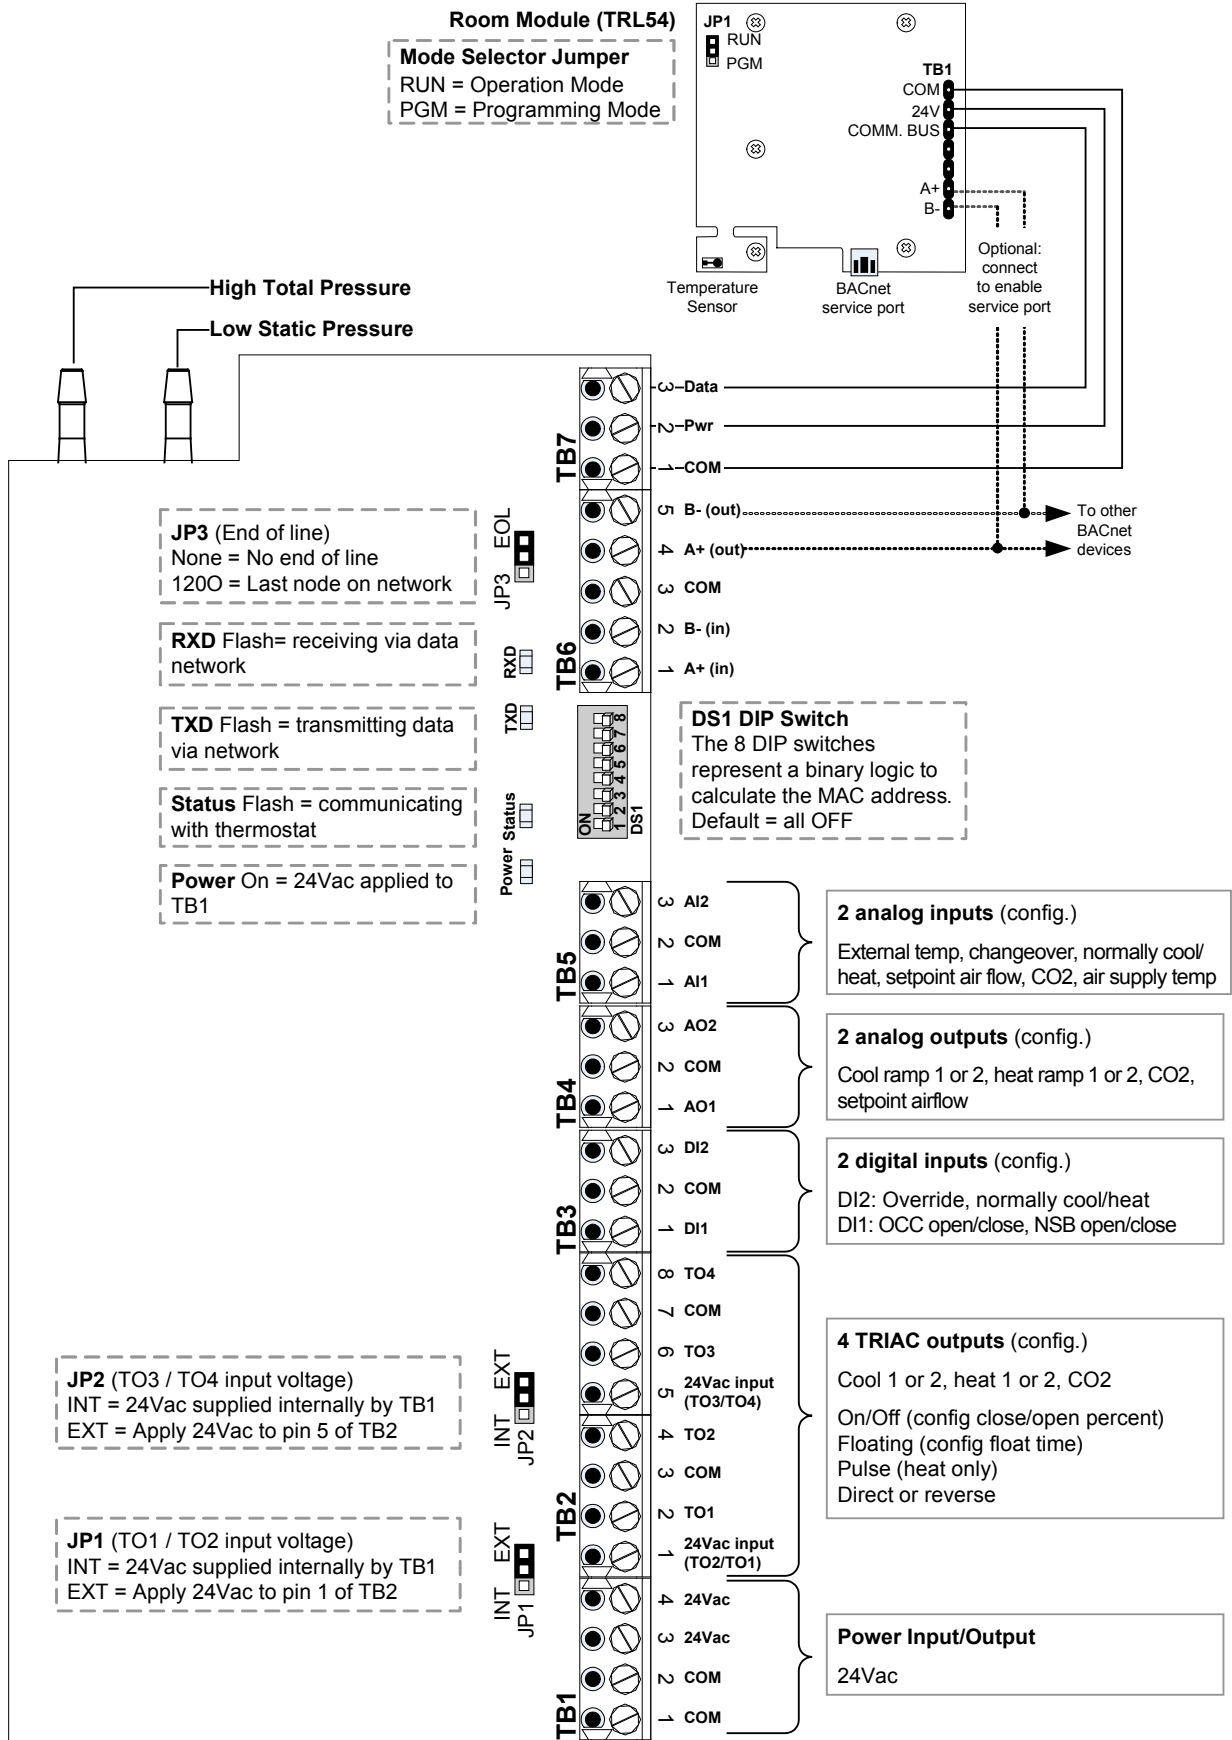 Room Module (TRL54)
Mode Selector Jumper
RUN = Operation Mode
PGM = Programming Mode
JP1
RUN
PGM
TB1
COM
24V
COMM. BUS
A+
B-
Temperature
Sensor
BACnet
service port
Optional:
connect
to enable
service port
High Total Pressure
Low Static Pressure
TB7
3 Data
2 Pwr
1 COM
TB6
5 B- (out)
4 A+ (out)
3 COM
2 B- (in)
1 A+ (in)
To other
BACnet
devices
JP3 (End of line)
None = No end of line
120O = Last node on network
JP3 EOL
RXD Flash= receiving via data
network
RXD
TXD Flash = transmitting data
via network
TXD
Status Flash = communicating
with thermostat
Status
Power On = 24Vac applied to
TB1
Power
ON
1 2 3 4 5 6 7 8
DS1
DS1 DIP Switch
The 8 DIP switches
represent a binary logic to
calculate the MAC address.
Default = all OFF
TB5
3 AI2
2 COM
1 AI1
2 analog inputs (config.)
External temp, changeover, normally cool/
heat, setpoint air flow, CO2, air supply temp
TB4
3 AO2
2 COM
1 AO1
2 analog outputs (config.)
Cool ramp 1 or 2, heat ramp 1 or 2, CO2,
setpoint airflow
TB3
3 DI2
2 COM
1 DI1
2 digital inputs (config.)
DI2: Override, normally cool/heat
DI1: OCC open/close, NSB open/close
TB2
8 TO4
7 COM
6 TO3
5 24Vac input
(TO3/TO4)
4 TO2
3 COM
2 TO1
1 24Vac input
(TO2/TO1)
4 TRIAC outputs (config.)
Cool 1 or 2, heat 1 or 2, CO2
On/Off (config close/open percent)
Floating (config float time)
Pulse (heat only)
Direct or reverse
JP2 (TO3 / TO4 input voltage)
INT = 24Vac supplied internally by TB1
EXT = Apply 24Vac to pin 5 of TB2
INT EXT
JP2
JP1 (TO1 / TO2 input voltage)
INT = 24Vac supplied internally by TB1
EXT = Apply 24Vac to pin 1 of TB2
INT EXT
JP1
TB1
4 24Vac
3 24Vac
2 COM
1 COM
Power Input/Output
24Vac